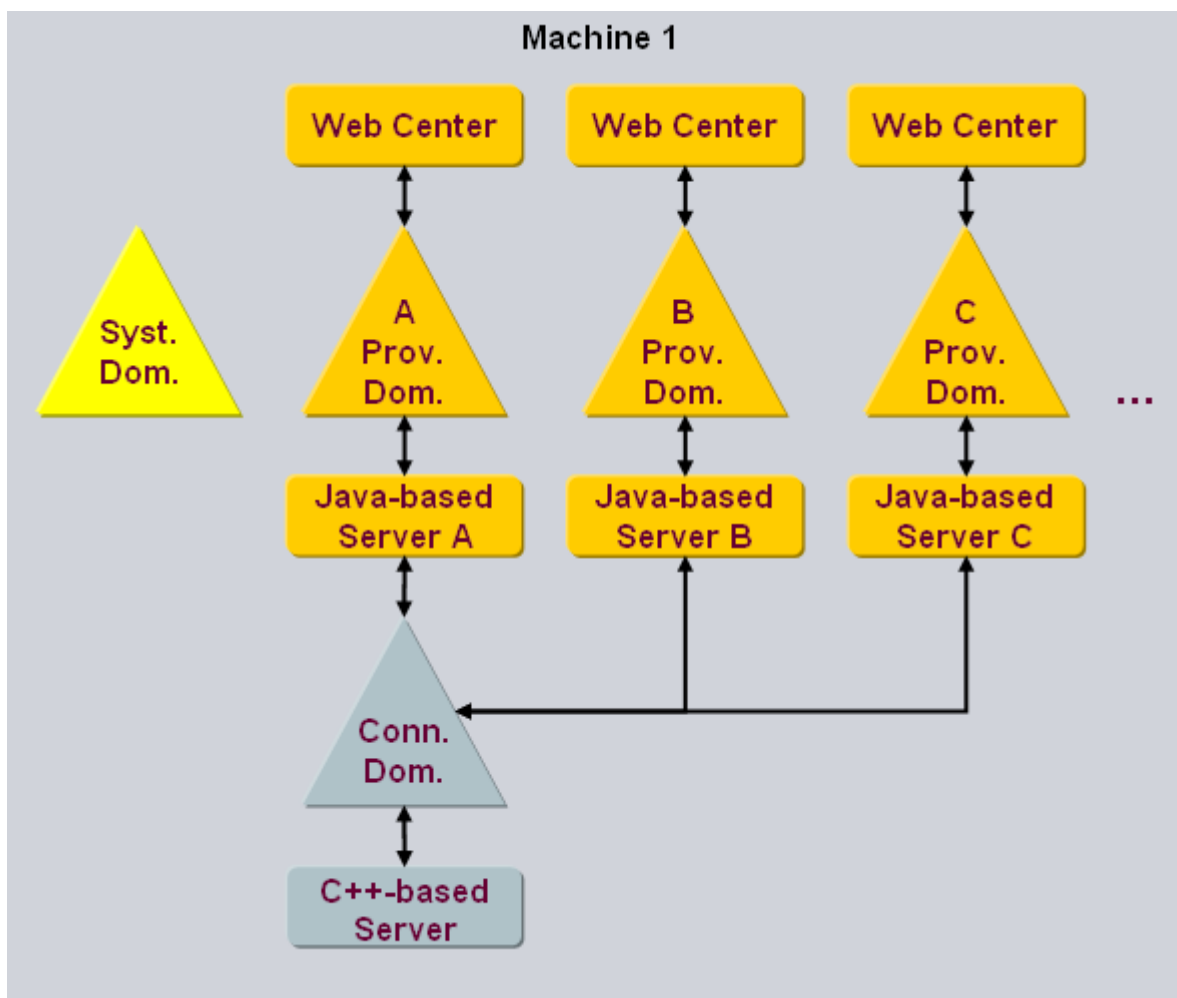 Machine 1
Web Center
Web Center
Web Center
Syst.
Dom.
A
Prov.
Dom.
B
Prov.
Dom.
C
Prov.
Dom.
...
Java-based
Server A
Java-based
Server B
Java-based
Server C
Conn.
Dom.
C++-based
Server